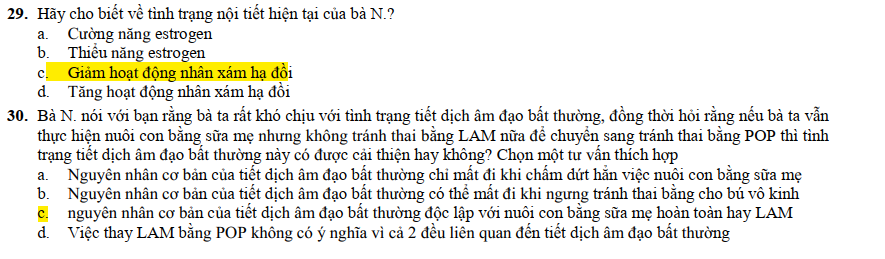 29. Hãy cho biết về tình trạng nội tiết hiện tại của bà N.?
a. Cường năng estrogen
b. Thiểu năng estrogen
c. Giảm hoạt động nhân xám hạ đồi
d. Tăng hoạt động nhân xám hạ đồi
30. Bà N. nói với bạn rằng bà ta rất khó chịu với tình trạng tiết dịch âm đạo bất thường, đồng thời hỏi rằng nếu bà ta vẫn
thực hiện nuôi con bằng sữa mẹ nhưng không tránh thai bằng LAM nữa để chuyển sang tránh thai bằng POP thì tình
trạng tiết dịch âm đạo bất thường này có được cải thiện hay không? Chọn một tư vấn thích hợp
a. Nguyên nhân cơ bản của tiết dịch âm đạo bất thường chỉ mất đi khi chấm dứt hẳn việc nuôi con bằng sữa mẹ
b. Nguyên nhân cơ bản của tiết dịch âm đạo bất thường có thể mất đi khi ngưng tránh thai bằng cho bú vô kinh
c. nguyên nhân cơ bản của tiết dịch âm đạo bất thường độc lập với nuôi con bằng sữa mẹ hoàn toàn hay LAM
d. Việc thay LAM bằng POP không có ý nghĩa vì cả 2 đều liên quan đến tiết dịch âm đạo bất thường